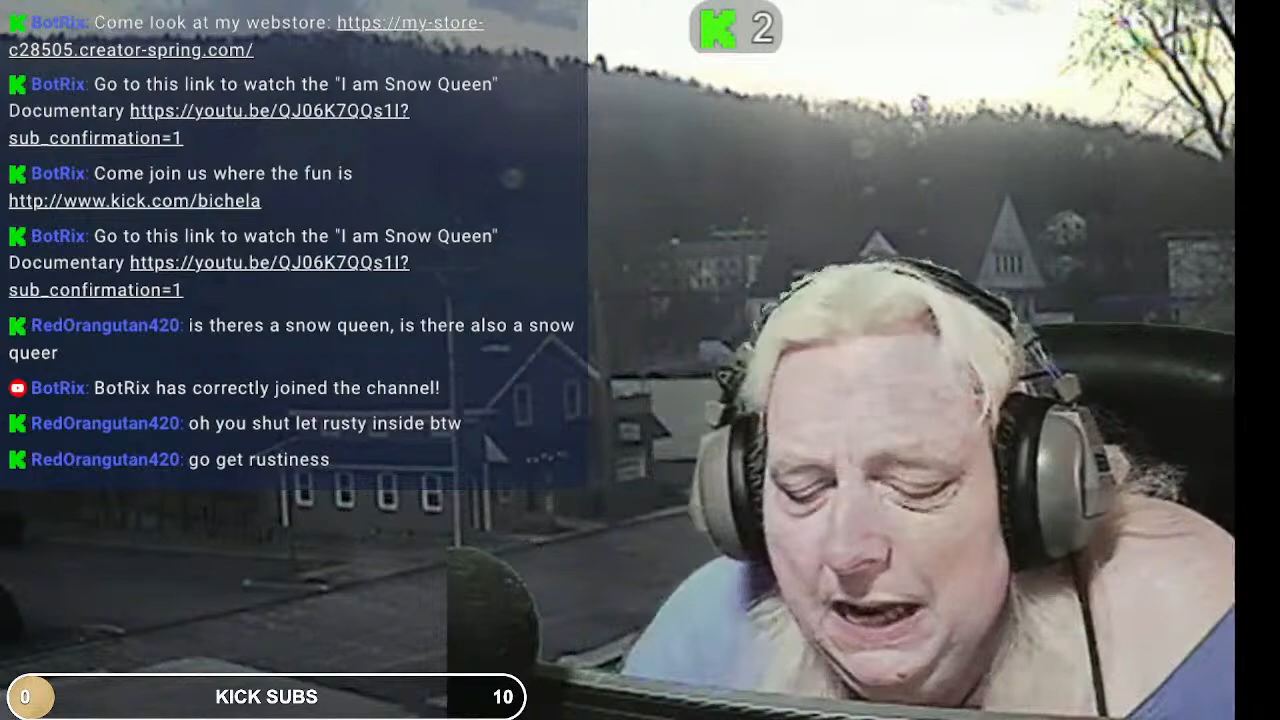 BotRix: Come look at my webstore: https://my-store-
c28505.creator-spring.com/
BotRix: Go to this link to watch the "I am Snow Queen"
Documentary https://youtu.be/QJ06K7QQs1I?
sub_confirmation=1
BotRix: Come join us where the fun is
http://www.kick.com/bichela
BotRix: Go to this link to watch the "I am Snow Queen"
Documentary https://youtu.be/QJ06K7QQs1I?
sub_confirmation=1
RedOrangutan420: is theres a snow queen, is there also a snow
queer
BotRix: BotRix has correctly joined the channel!
RedOrangutan420: oh you shut let rusty inside btw
RedOrangutan420: go get rustiness
K 2
0 KICK SUBS 10